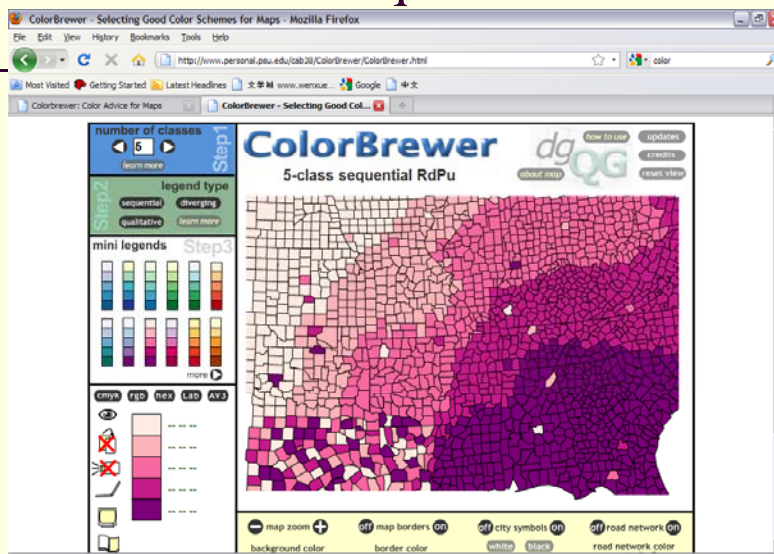 ColorBrewer - Selecting Good Color Schemes for Maps - Mozilla Firefox
File Edit View History Bookmarks Tools Help
http://www.personal.psu.edu/cab38/ColorBrewer/ColorBrewer.html
color
Most Visited Getting Started Latest Headlines 文學城 www.wenxue... Google 中文
Colorbrewer: Color Advice for Maps
ColorBrewer - Selecting Good Col...
number of classes
5
learn more
Step1
legend type
sequential diverging
qualitative learn more
Step2
mini legends
Step3
more
cmyk rgb hex Lab AV3
-- -- --
-- -- --
-- -- --
-- -- --
-- -- --
ColorBrewer
5-class sequential RdPu
dg
QG
how to use
about map
updates
credits
reset view
map zoom
off map borders on
off city symbols on
off road network on
background color
border color
white black
road network color